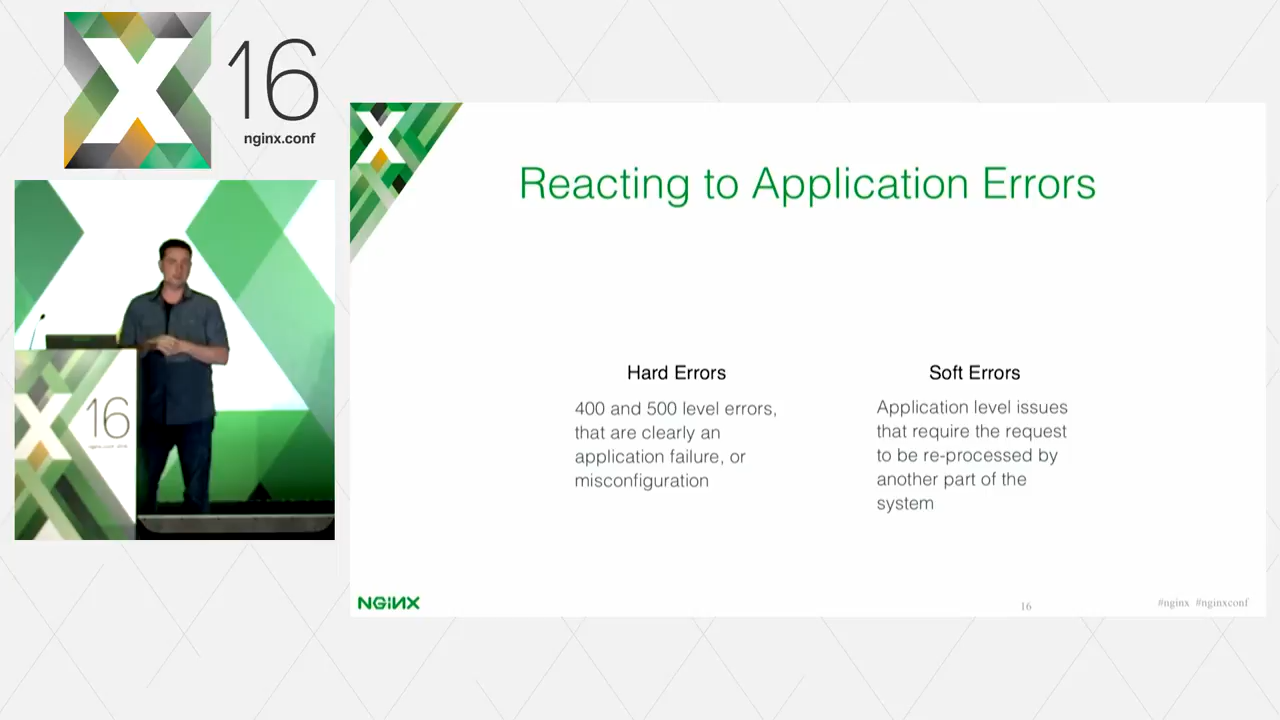 X 16
nginx.conf
X 16
X
Reacting to Application Errors
Hard Errors
400 and 500 level errors,
that are clearly an
application failure, or
misconfiguration
Soft Errors
Application level issues
that require the request
to be re-processed by
another part of the
system
NGINX
16
#nginx #nginxconf